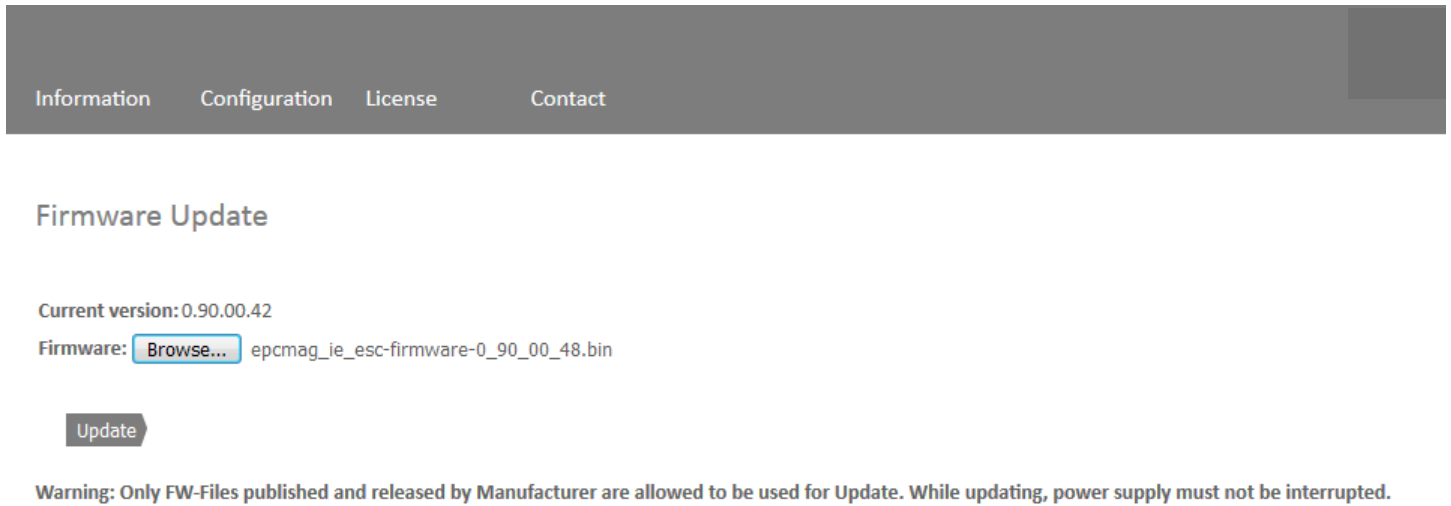 Information Configuration License Contact
Firmware Update
Current version: 0.90.00.42
Firmware: Browse... epcmag_ie_esc-firmware-0_90_00_48.bin
Update
Warning: Only FW-Files published and released by Manufacturer are allowed to be used for Update. While updating, power supply must not be interrupted.